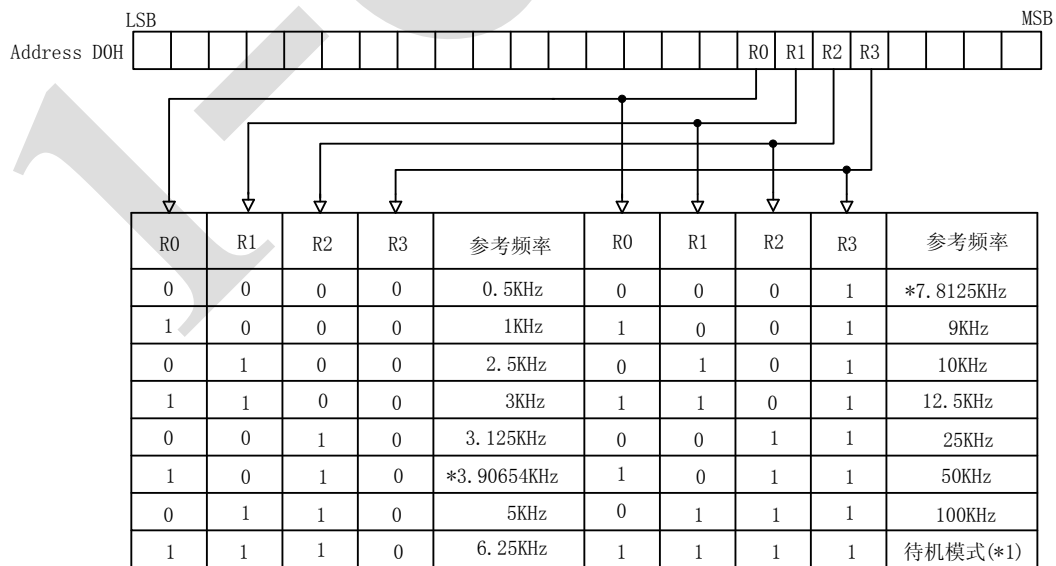 LSB MSB
Address DOH R0 R1 R2 R3
R0 R1 R2 R3 参考频率 R0 R1 R2 R3 参考频率
0 0 0 0 0.5KHz 0 0 0 1 *7.8125KHz
1 0 0 0 1KHz 1 0 0 1 9KHz
0 1 0 0 2.5KHz 0 1 0 1 10KHz
1 1 0 0 3KHz 1 1 0 1 12.5KHz
0 0 1 0 3.125KHz 0 0 1 1 25KHz
1 0 1 0 *3.90654KHz 1 0 1 1 50KHz
0 1 1 0 5KHz 0 1 1 1 100KHz
1 1 1 0 6.25KHz 1 1 1 1 待机模式(*1)